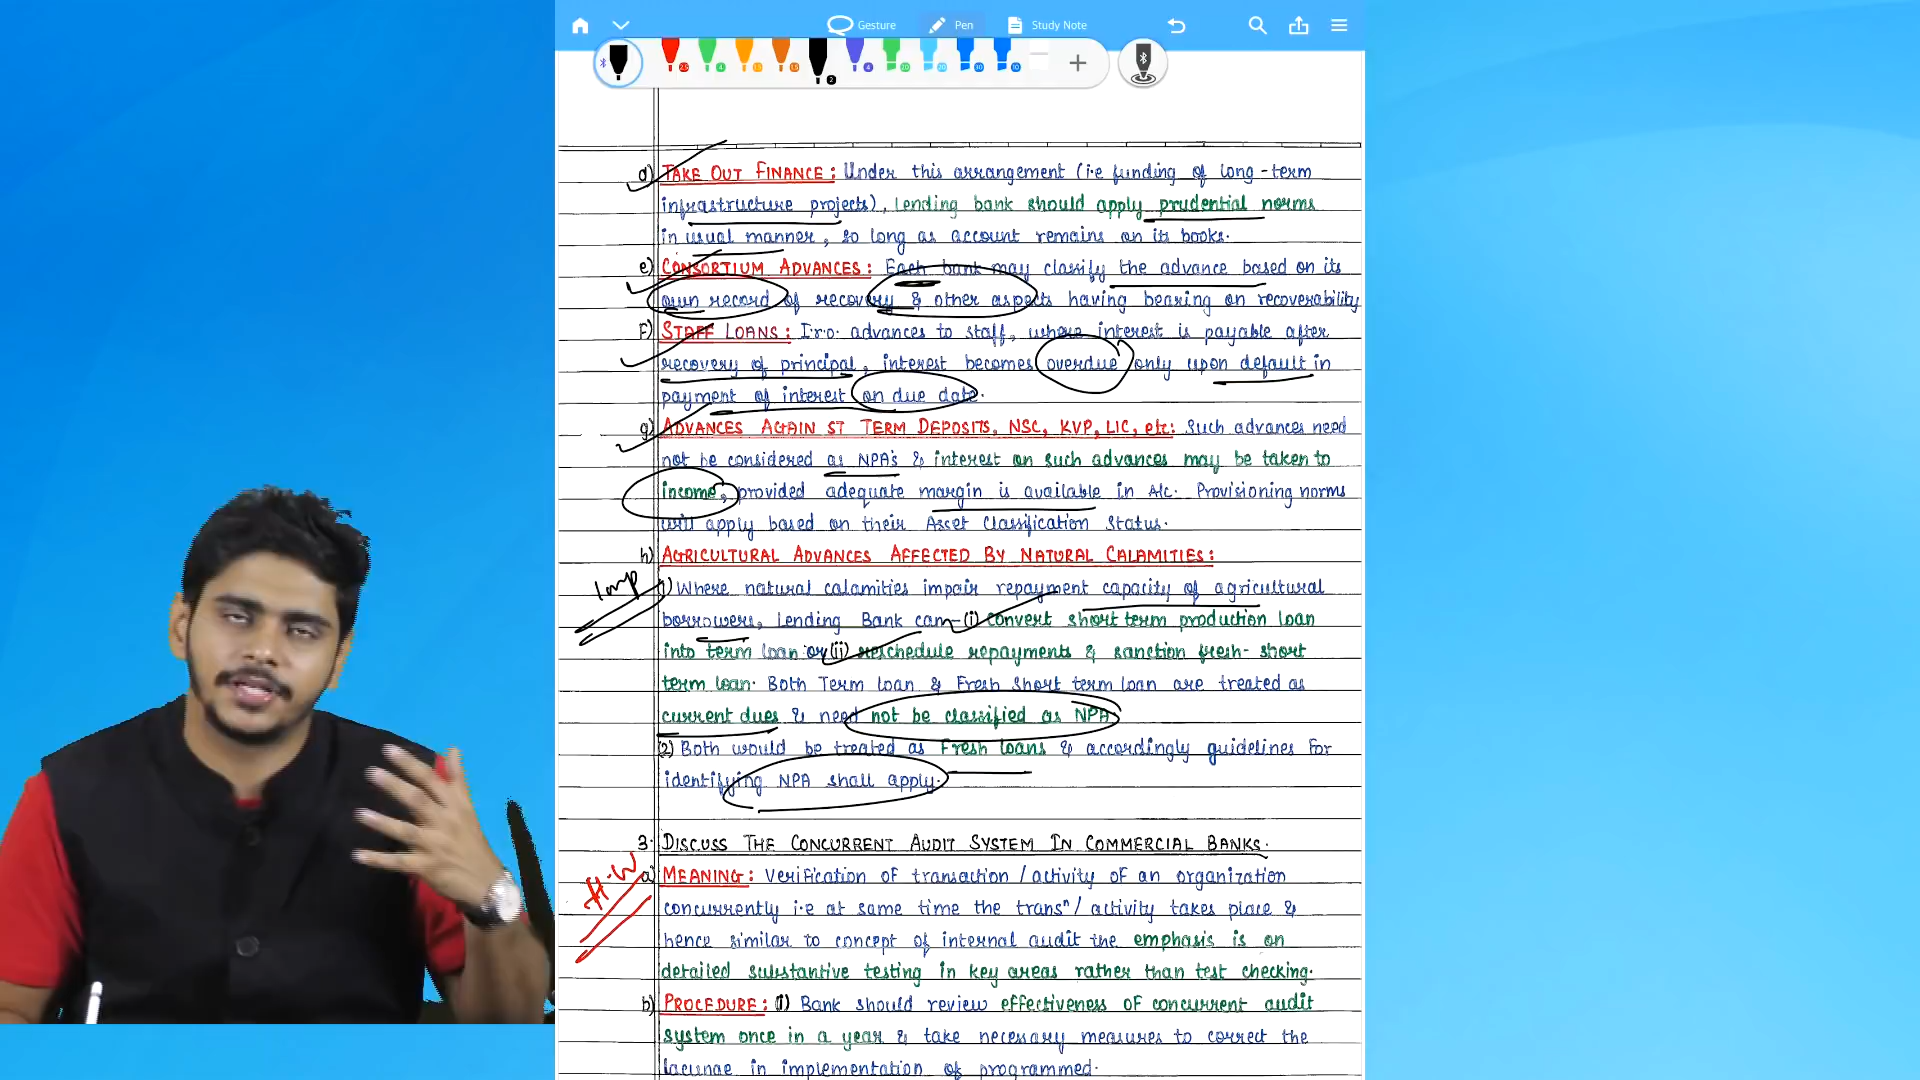 Gesture Pen Study Note
d) TAKE OUT FINANCE: Under this arrangement (i.e funding of long-term
infrastructure projects), lending bank should apply prudential norms
in usual manner, so long as account remains on its books.
e) CONSORTIUM ADVANCES: Each bank may classify the advance based on its
own record of recovery & other aspects having bearing on recoverability
F) STAFF LOANS: I.r.o. advances to staff, where interest is payable after
recovery of principal, interest becomes overdue only upon default in
payment of interest on due date.
g) ADVANCES AGAINST TERM DEPOSITS, NSC, KVP, LIC, etc: Such advances need
not be considered as NPA's & interest on such advances may be taken to
income, provided adequate margin is available in A/c. Provisioning norms
will apply based on their Asset Classification Status.
h) AGRICULTURAL ADVANCES AFFECTED BY NATURAL CALAMITIES:
Imp 1) Where natural calamities impair repayment capacity of agricultural
borrowers, Lending Bank can - (i) convert short term production loan
into term loan or (ii) reschedule repayments & sanction fresh- short
term loan. Both Term loan & Fresh Short term loan are treated as
current dues & need not be classified as NPA.
(2) Both would be treated as Fresh loans & accordingly guidelines for
identifying NPA shall apply.
3. DISCUSS THE CONCURRENT AUDIT SYSTEM IN COMMERCIAL BANKS.
H.W a) MEANING: Verification of transaction / activity of an organization
concurrently i.e at same time the transⁿ / activity takes place &
hence similar to concept of internal audit the emphasis is on
detailed substantive testing in key areas rather than test checking.
b) PROCEDURE: (1) Bank should review effectiveness of concurrent audit
system once in a year & take necessary measures to correct the
lacunae in implementation of programmed.